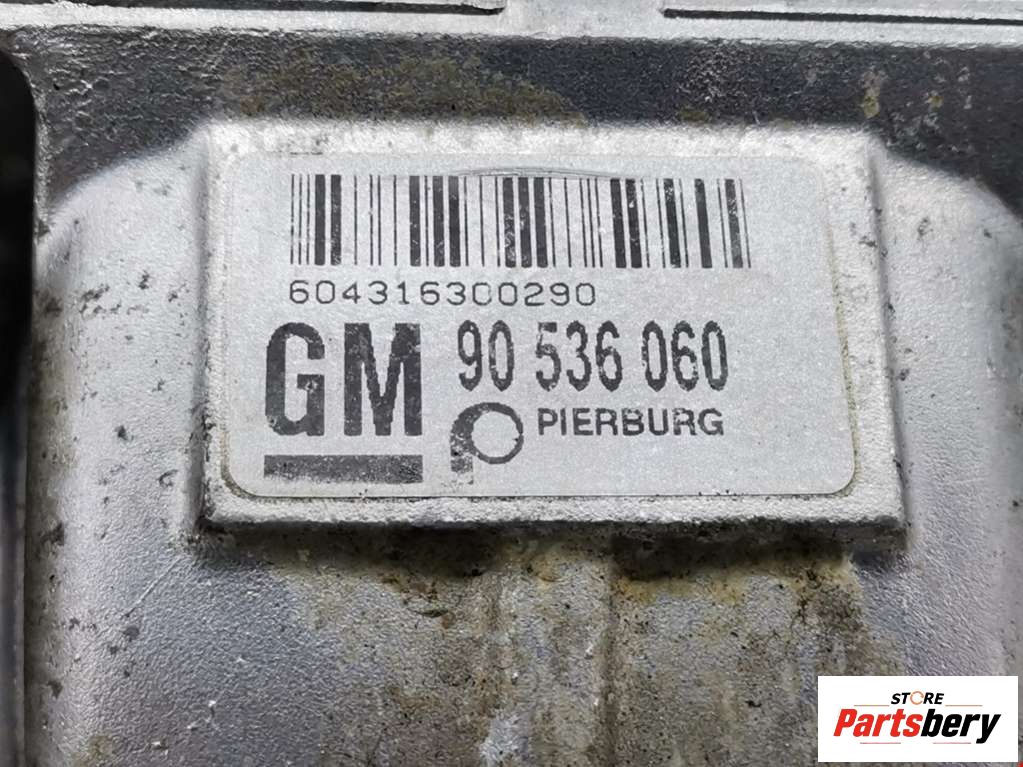 604316300290
GM 90 536 060
PIERBURG
STORE
Partsbery